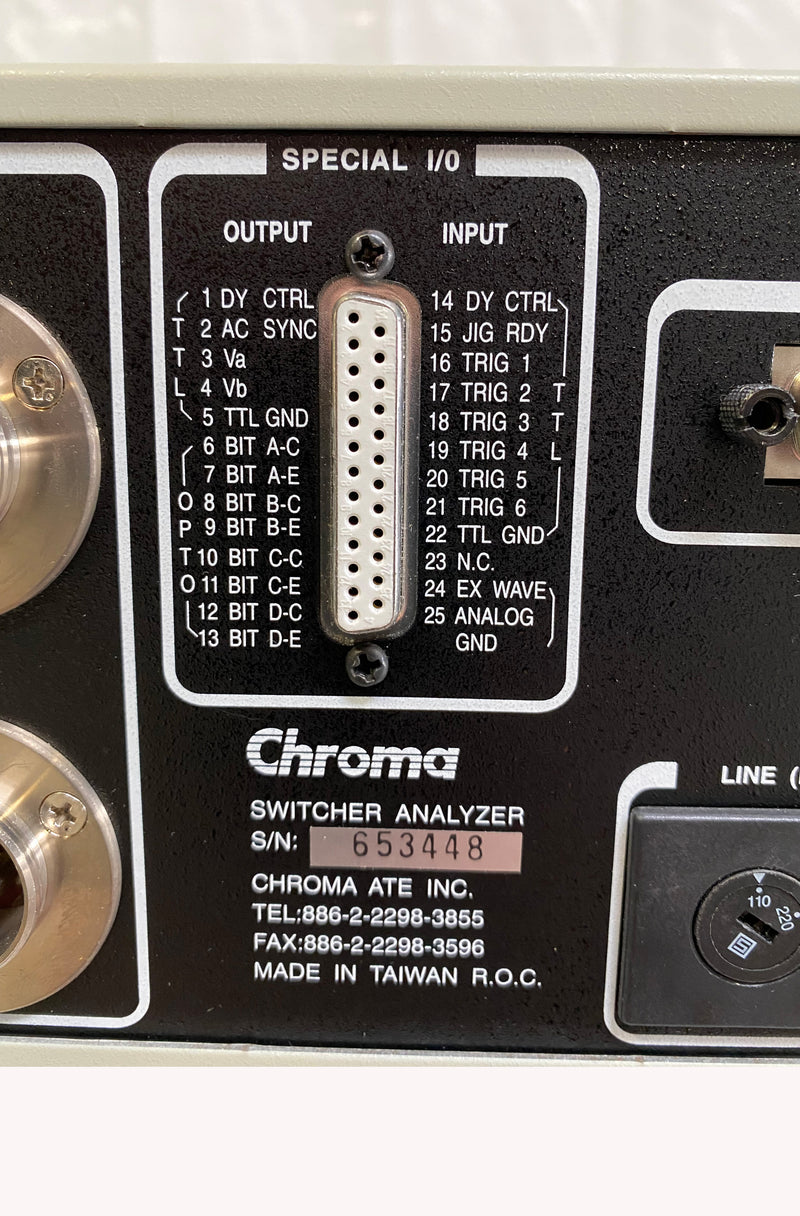 SPECIAL I/O
OUTPUT
1 DY CTRL
T 2 AC SYNC
T 3 Va
L 4 Vb
5 TTL GND
6 BIT A-C
7 BIT A-E
O 8 BIT B-C
P 9 BIT B-E
T 10 BIT C-C
O 11 BIT C-E
12 BIT D-C
13 BIT D-E
INPUT
14 DY CTRL
15 JIG RDY
16 TRIG 1
17 TRIG 2 T
18 TRIG 3 T
19 TRIG 4 L
20 TRIG 5
21 TRIG 6
22 TTL GND
23 N.C.
24 EX WAVE
25 ANALOG
GND
Chroma
SWITCHER ANALYZER
S/N: 653448
CHROMA ATE INC.
TEL:886-2-2298-3855
FAX:886-2-2298-3596
MADE IN TAIWAN R.O.C.
LINE (
110
220